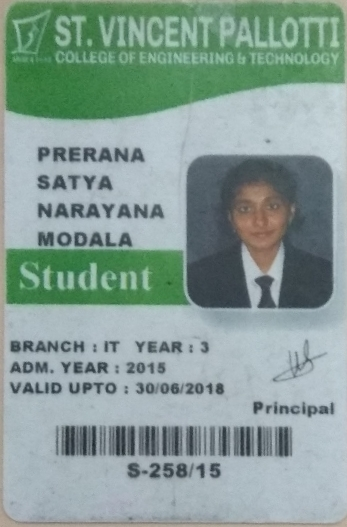 ST. VINCENT PALLOTTI
COLLEGE OF ENGINEERING & TECHNOLOGY
PRERANA
SATYA
NARAYANA
MODALA
Student
BRANCH : IT YEAR : 3
ADM. YEAR : 2015
VALID UPTO : 30/06/2018
Principal
S-258/15